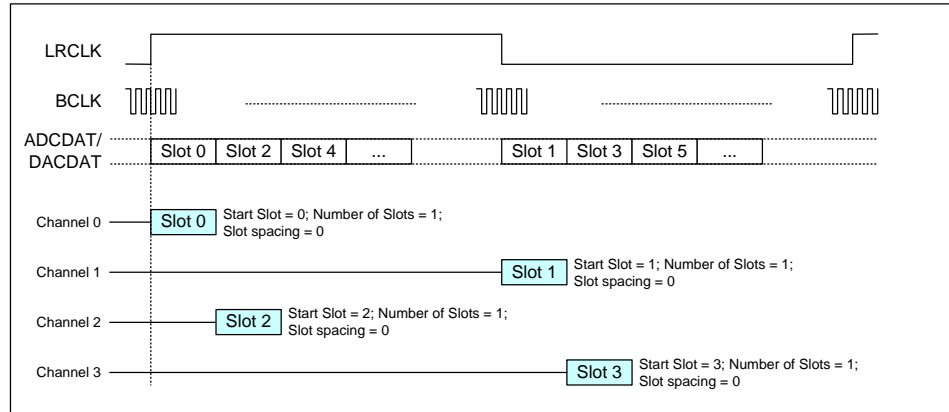 LRCLK
BCLK
ADCDAT/
DACDAT
Slot 0 Slot 2 Slot 4 ... Slot 1 Slot 3 Slot 5 ...
Channel 0 Slot 0 Start Slot = 0; Number of Slots = 1;
Slot spacing = 0
Channel 1 Slot 1 Start Slot = 1; Number of Slots = 1;
Slot spacing = 0
Channel 2 Slot 2 Start Slot = 2; Number of Slots = 1;
Slot spacing = 0
Channel 3 Slot 3 Start Slot = 3; Number of Slots = 1;
Slot spacing = 0